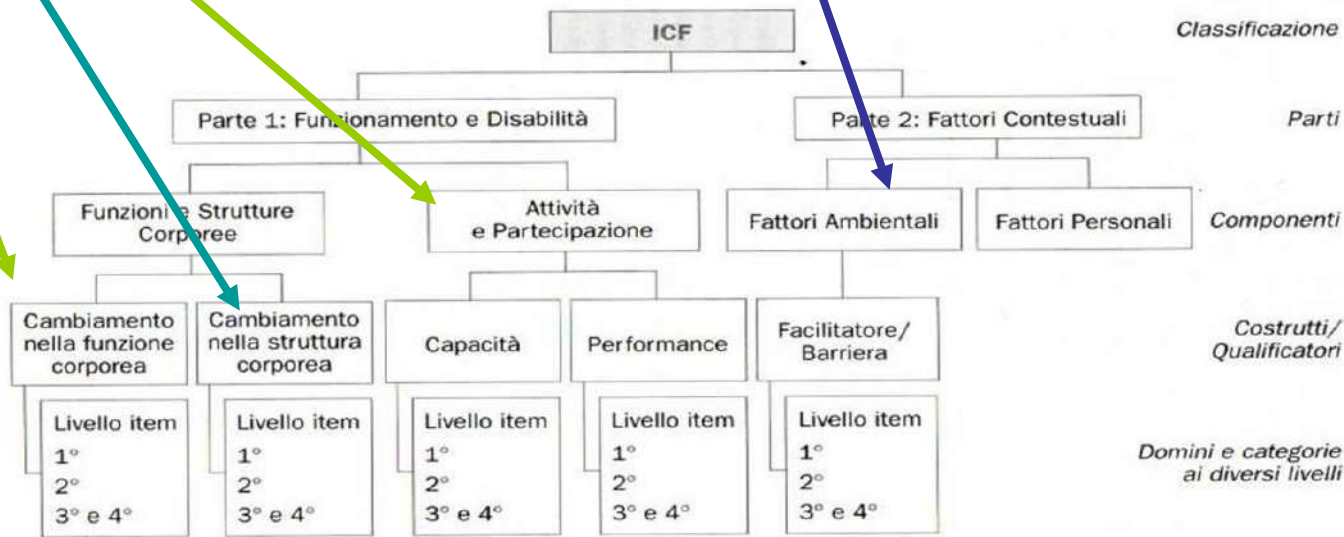 ICF
Classificazione
Parte 1: Funzionamento e Disabilità
Parte 2: Fattori Contestuali
Parti
Funzioni e Strutture
Corporee
Attività
e Partecipazione
Fattori Ambientali
Fattori Personali
Componenti
Cambiamento
nella funzione
corporea
Cambiamento
nella struttura
corporea
Capacità
Performance
Facilitatore/
Barriera
Costrutti/
Qualificatori
Livello item
1°
2°
3° e 4°
Livello item
1°
2°
3° e 4°
Livello item
1°
2°
3° e 4°
Livello item
1°
2°
3° e 4°
Livello item
1°
2°
3° e 4°
Domini e categorie
ai diversi livelli